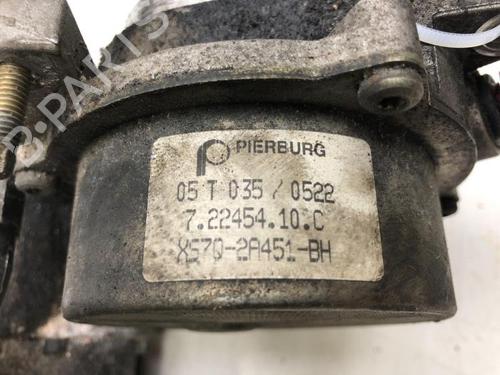 B-PARTS
PIERBURG
05 T 035 / 0522
7.22454.10.C
XS7Q-2A451-BH